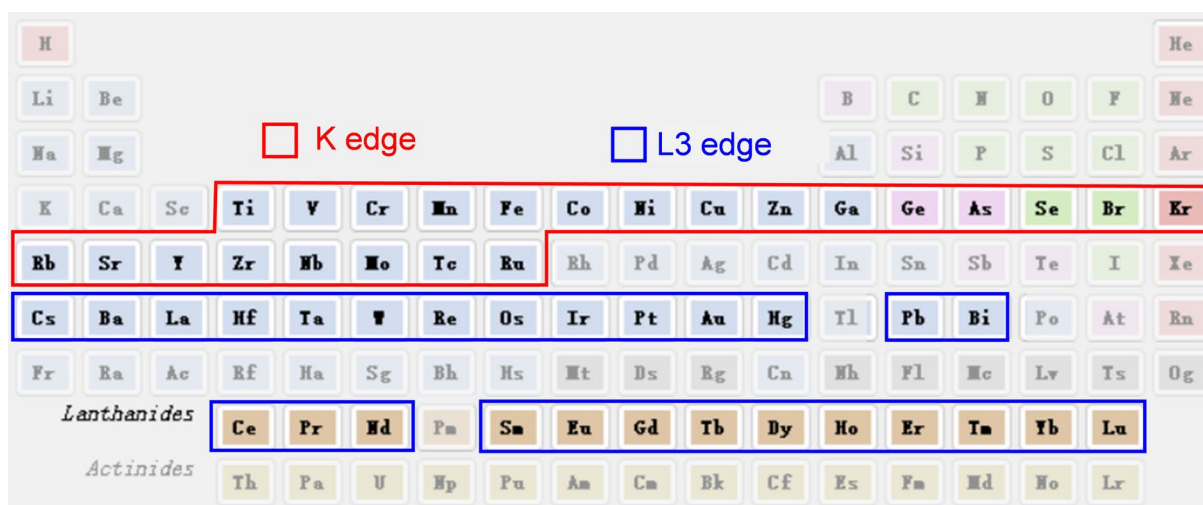 H He
Li Be B C N O F Ne
K edge L3 edge
Na Mg Al Si P S Cl Ar
K Ca Sc Ti V Cr Mn Fe Co Ni Cu Zn Ga Ge As Se Br Kr
Rb Sr Y Zr Nb Mo Tc Ru Rh Pd Ag Cd In Sn Sb Te I Xe
Cs Ba La Hf Ta W Re Os Ir Pt Au Hg Tl Pb Bi Po At Rn
Fr Ra Ac Rf Ha Sg Bh Hs Mt Ds Rg Cn Nh Fl Mc Lv Ts Og
Lanthanides Ce Pr Nd Pm Sm Eu Gd Tb Dy Ho Er Tm Yb Lu
Actinides Th Pa U Np Pu Am Cm Bk Cf Es Fm Md No Lr